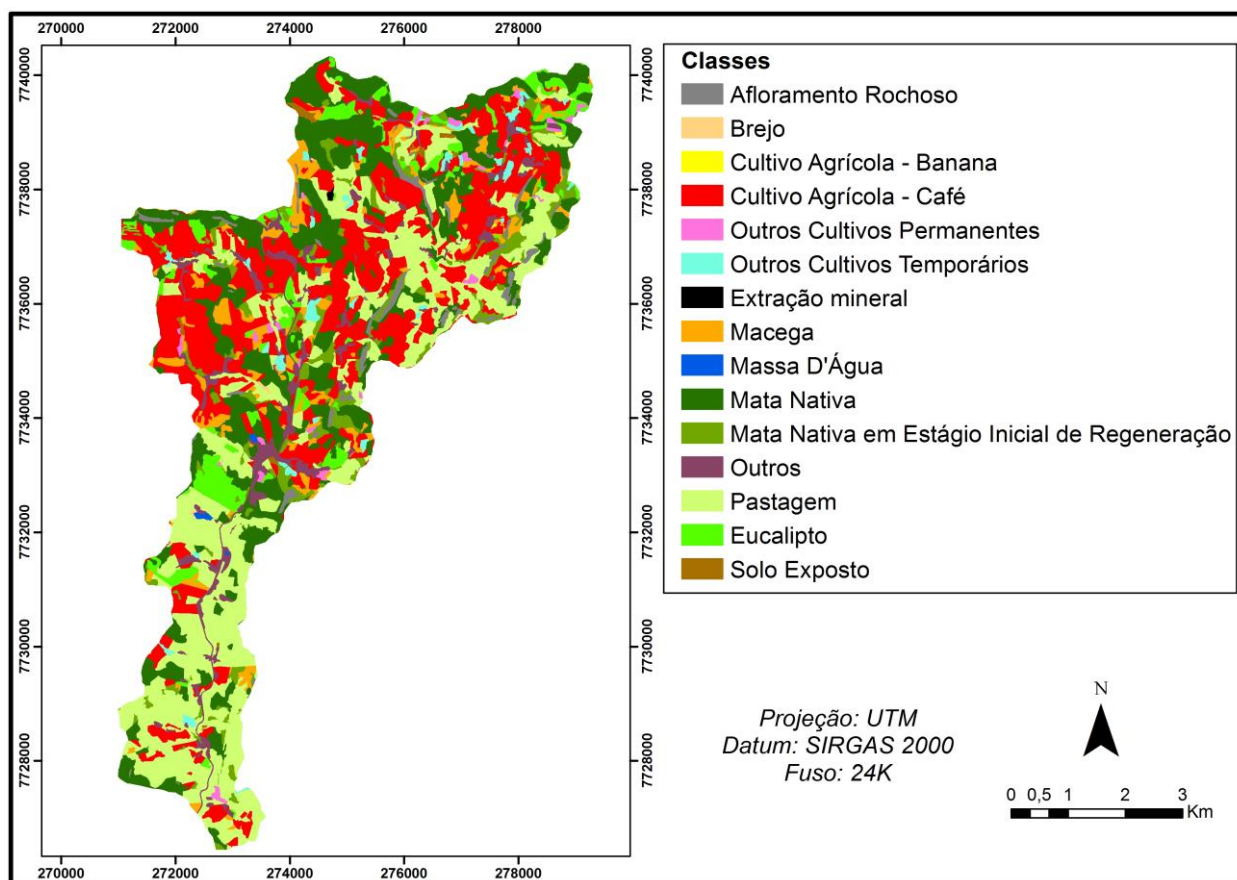 270000 272000 274000 276000 278000
7740000 7740000
7738000 7738000
7736000 7736000
7734000 7734000
7732000 7732000
7730000 7730000
7728000 7728000
270000 272000 274000 276000 278000
Classes
Afloramento Rochoso
Brejo
Cultivo Agrícola - Banana
Cultivo Agrícola - Café
Outros Cultivos Permanentes
Outros Cultivos Temporários
Extração mineral
Macega
Massa D'Água
Mata Nativa
Mata Nativa em Estágio Inicial de Regeneração
Outros
Pastagem
Eucalipto
Solo Exposto
Projeção: UTM
Datum: SIRGAS 2000
Fuso: 24K
N
0 0,5 1 2 3
Km